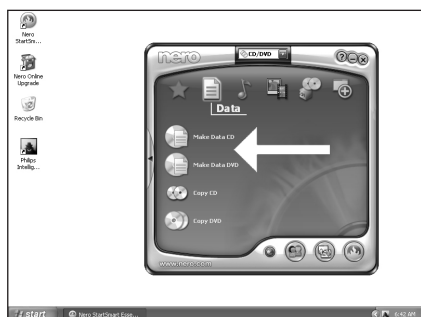 Nero
StartSm...
Nero Online
Upgrade
Recycle Bin
Philips
Intellig...
nero
CD/DVD
Data
Make Data CD
Make Data DVD
Copy CD
Copy DVD
www.nero.com
start
Nero StartSmart Esse...
6:42 AM